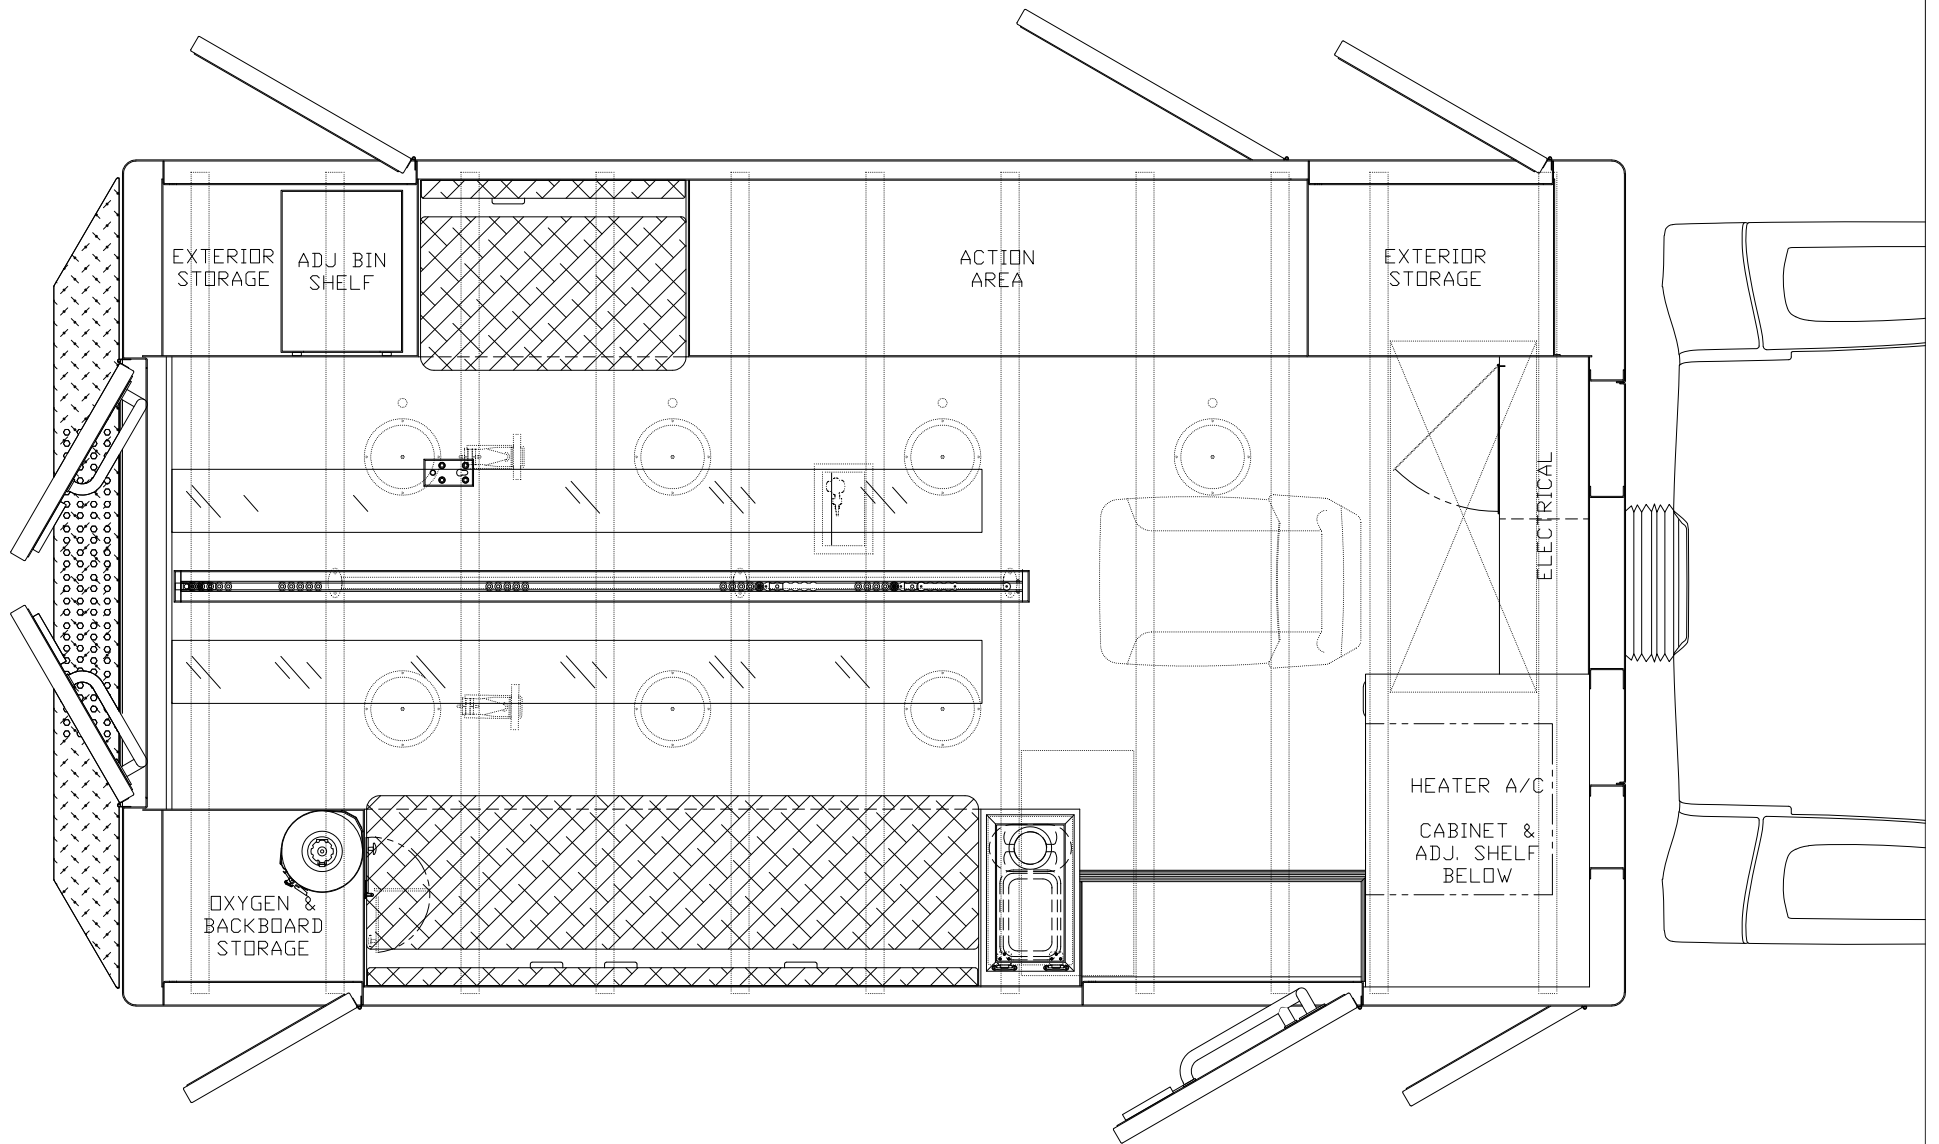 EXTERIOR
STORAGE
ADJ BIN
SHELF
ACTION
AREA
EXTERIOR
STORAGE
ELECTRICAL
HEATER A/C
CABINET &
ADJ. SHELF
BELOW
OXYGEN &
BACKBOARD
STORAGE